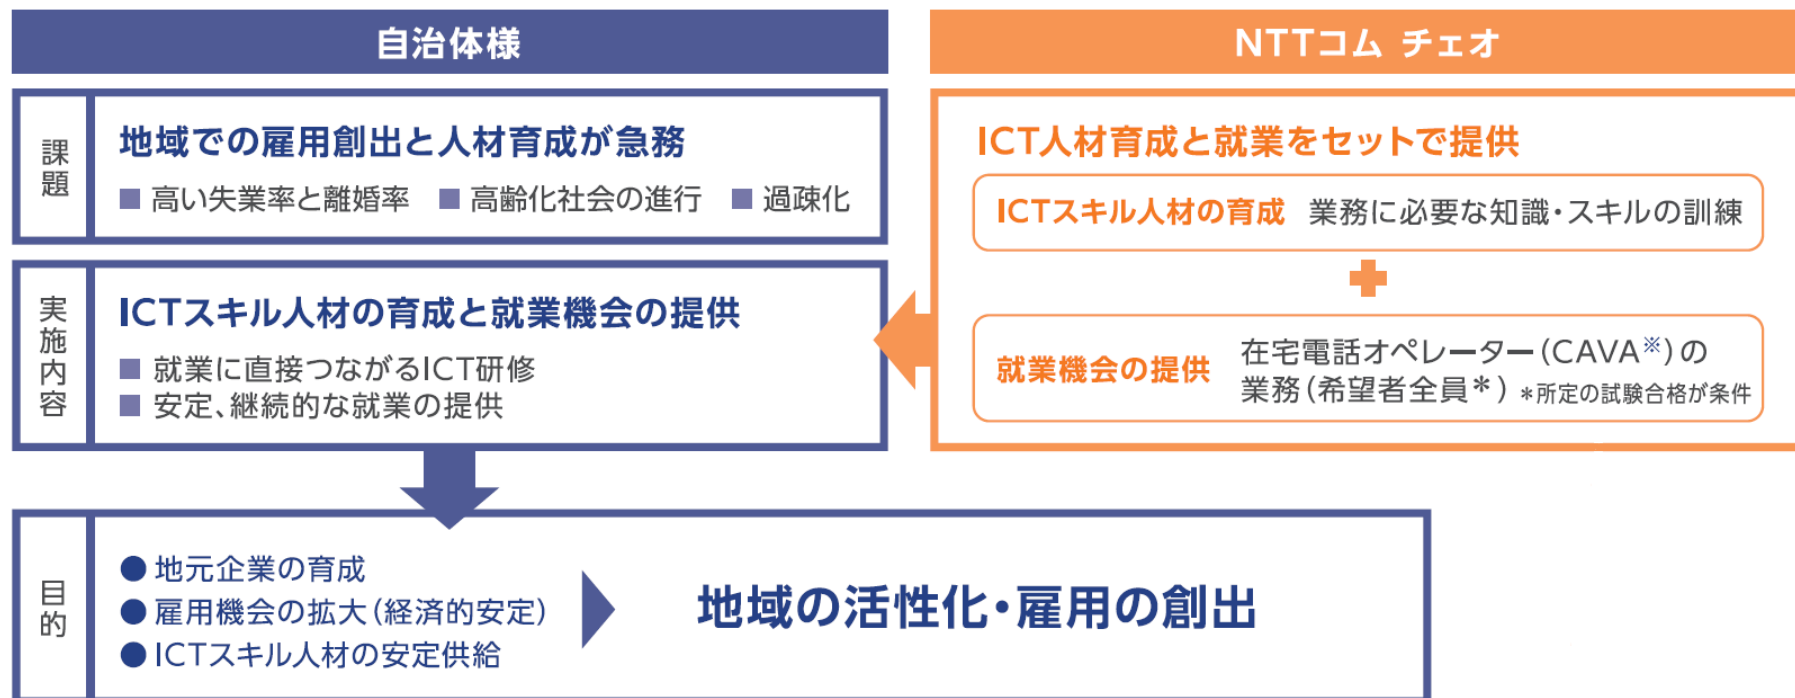 自治体様
課題
地域での雇用創出と人材育成が急務
■ 高い失業率と離婚率 ■ 高齢化社会の進行 ■ 過疎化
実施内容
ICTスキル人材の育成と就業機会の提供
■ 就業に直接つながるICT研修
■ 安定、継続的な就業の提供
NTTコム チェオ
ICT人材育成と就業をセットで提供
ICTスキル人材の育成 業務に必要な知識・スキルの訓練
就業機会の提供
在宅電話オペレーター(CAVA※)の
業務(希望者全員*) *所定の試験合格が条件
目的
● 地元企業の育成
● 雇用機会の拡大(経済的安定)
● ICTスキル人材の安定供給
地域の活性化・雇用の創出